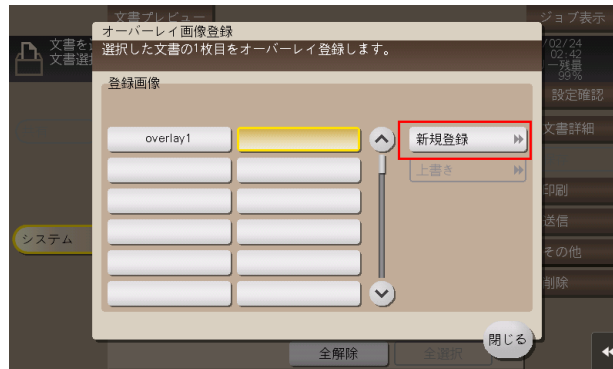 文書プレビュー
ジョブ表示
オーバーレイ画像登録
選択した文書の1枚目をオーバーレイ登録します。
文書を
文書選
/02/24
02:42
ー残量
99%
登録画像
設定確認
文書詳細
overlay1
新規登録
上書き
印刷
送信
システム
その他
削除
閉じる
全解除
全選択